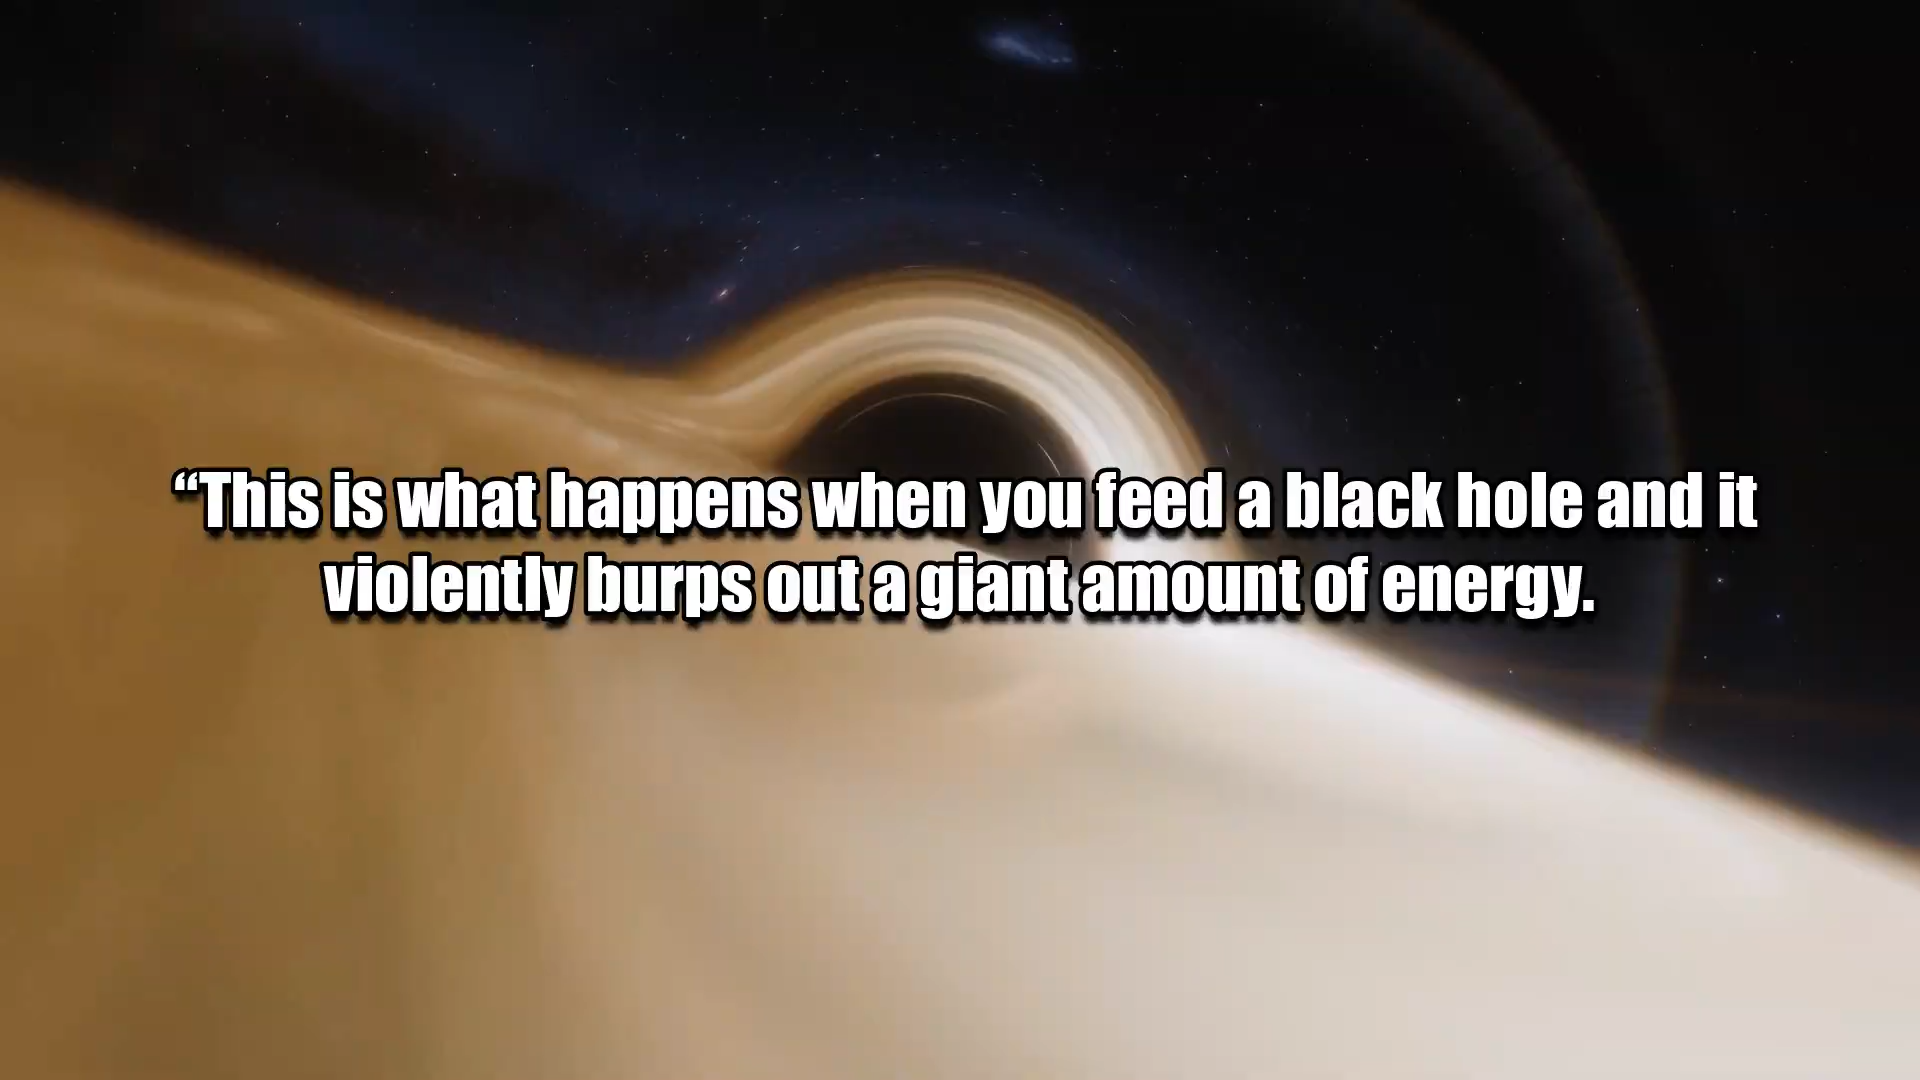 “This is what happens when you feed a black hole and it
violently burps out a giant amount of energy.